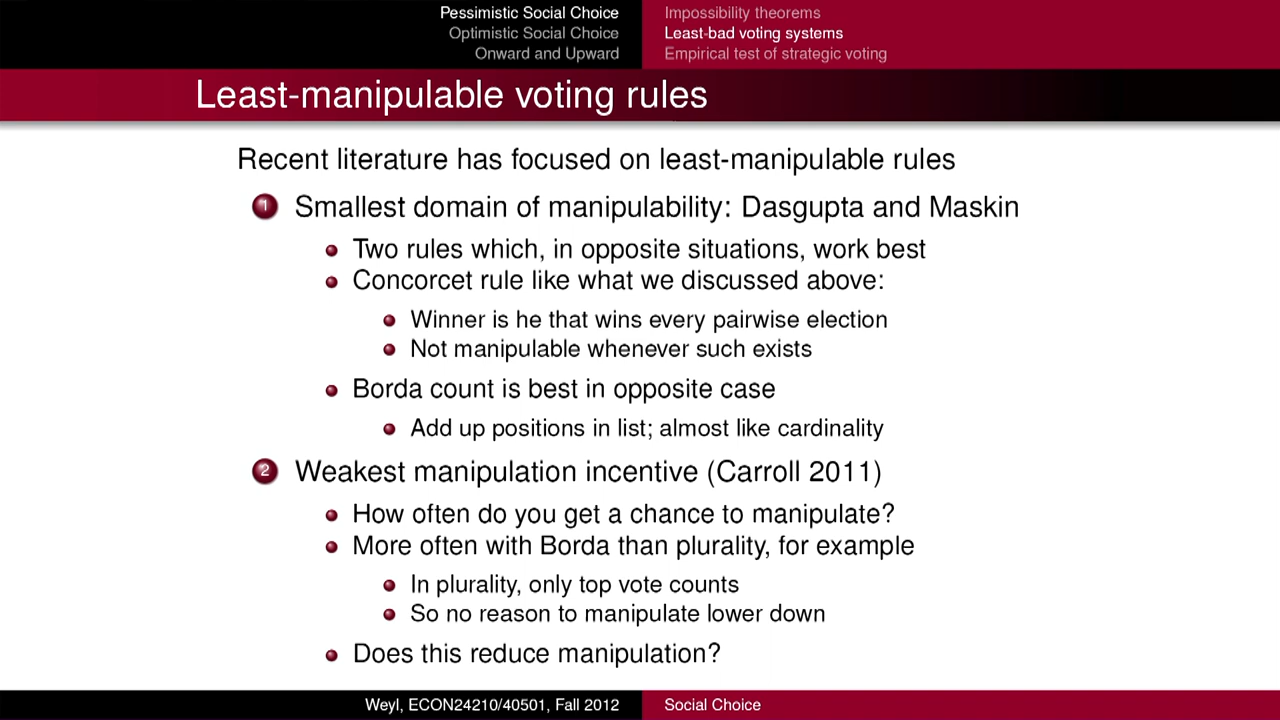 Pessimistic Social Choice
Optimistic Social Choice
Onward and Upward
Impossibility theorems
Least-bad voting systems
Empirical test of strategic voting
Least-manipulable voting rules
Recent literature has focused on least-manipulable rules
1 Smallest domain of manipulability: Dasgupta and Maskin
Two rules which, in opposite situations, work best
Concorcet rule like what we discussed above:
Winner is he that wins every pairwise election
Not manipulable whenever such exists
Borda count is best in opposite case
Add up positions in list; almost like cardinality
2 Weakest manipulation incentive (Carroll 2011)
How often do you get a chance to manipulate?
More often with Borda than plurality, for example
In plurality, only top vote counts
So no reason to manipulate lower down
Does this reduce manipulation?
Weyl, ECON24210/40501, Fall 2012
Social Choice